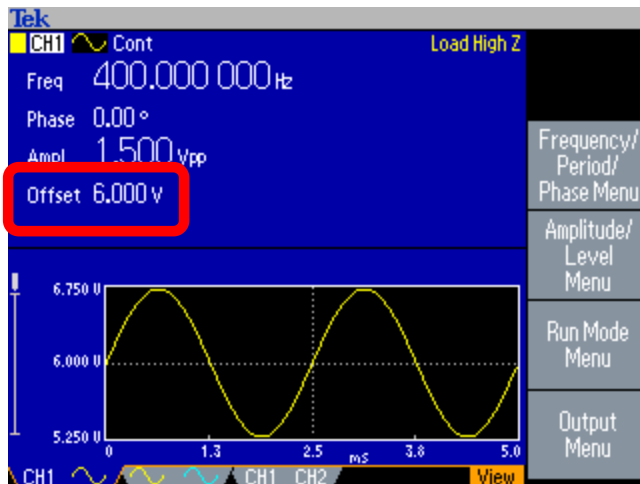 Tek
CH1 Cont Load High Z
Freq 400.000 000 Hz
Phase 0.00 °
Ampl 1.500 Vpp
Offset 6.000 V
Frequency/
Period/
Phase Menu
Amplitude/
Level
Menu
Run Mode
Menu
Output
Menu
6.750 V
6.000 V
5.250 V
0 1.3 2.5 ms 3.8 5.0
CH1 CH1 CH2 View